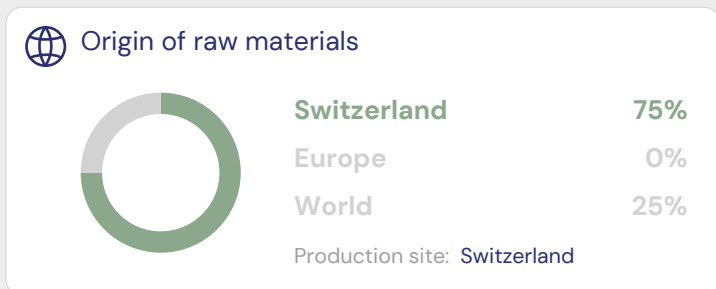 Origin of raw materials
Switzerland 75%
Europe 0%
World 25%
Production site: Switzerland